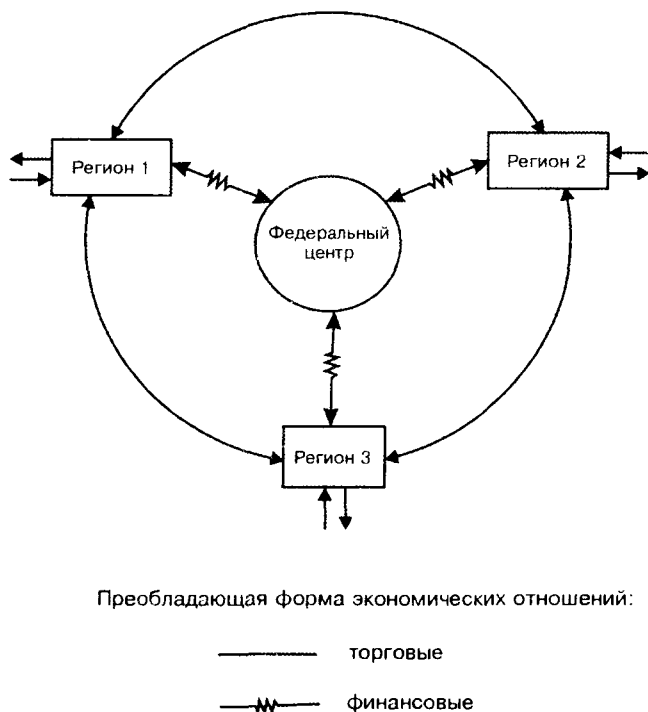 Регион 1
Регион 2
Федеральный
центр
Регион 3
Преобладающая форма экономических отношений:
торговые
финансовые